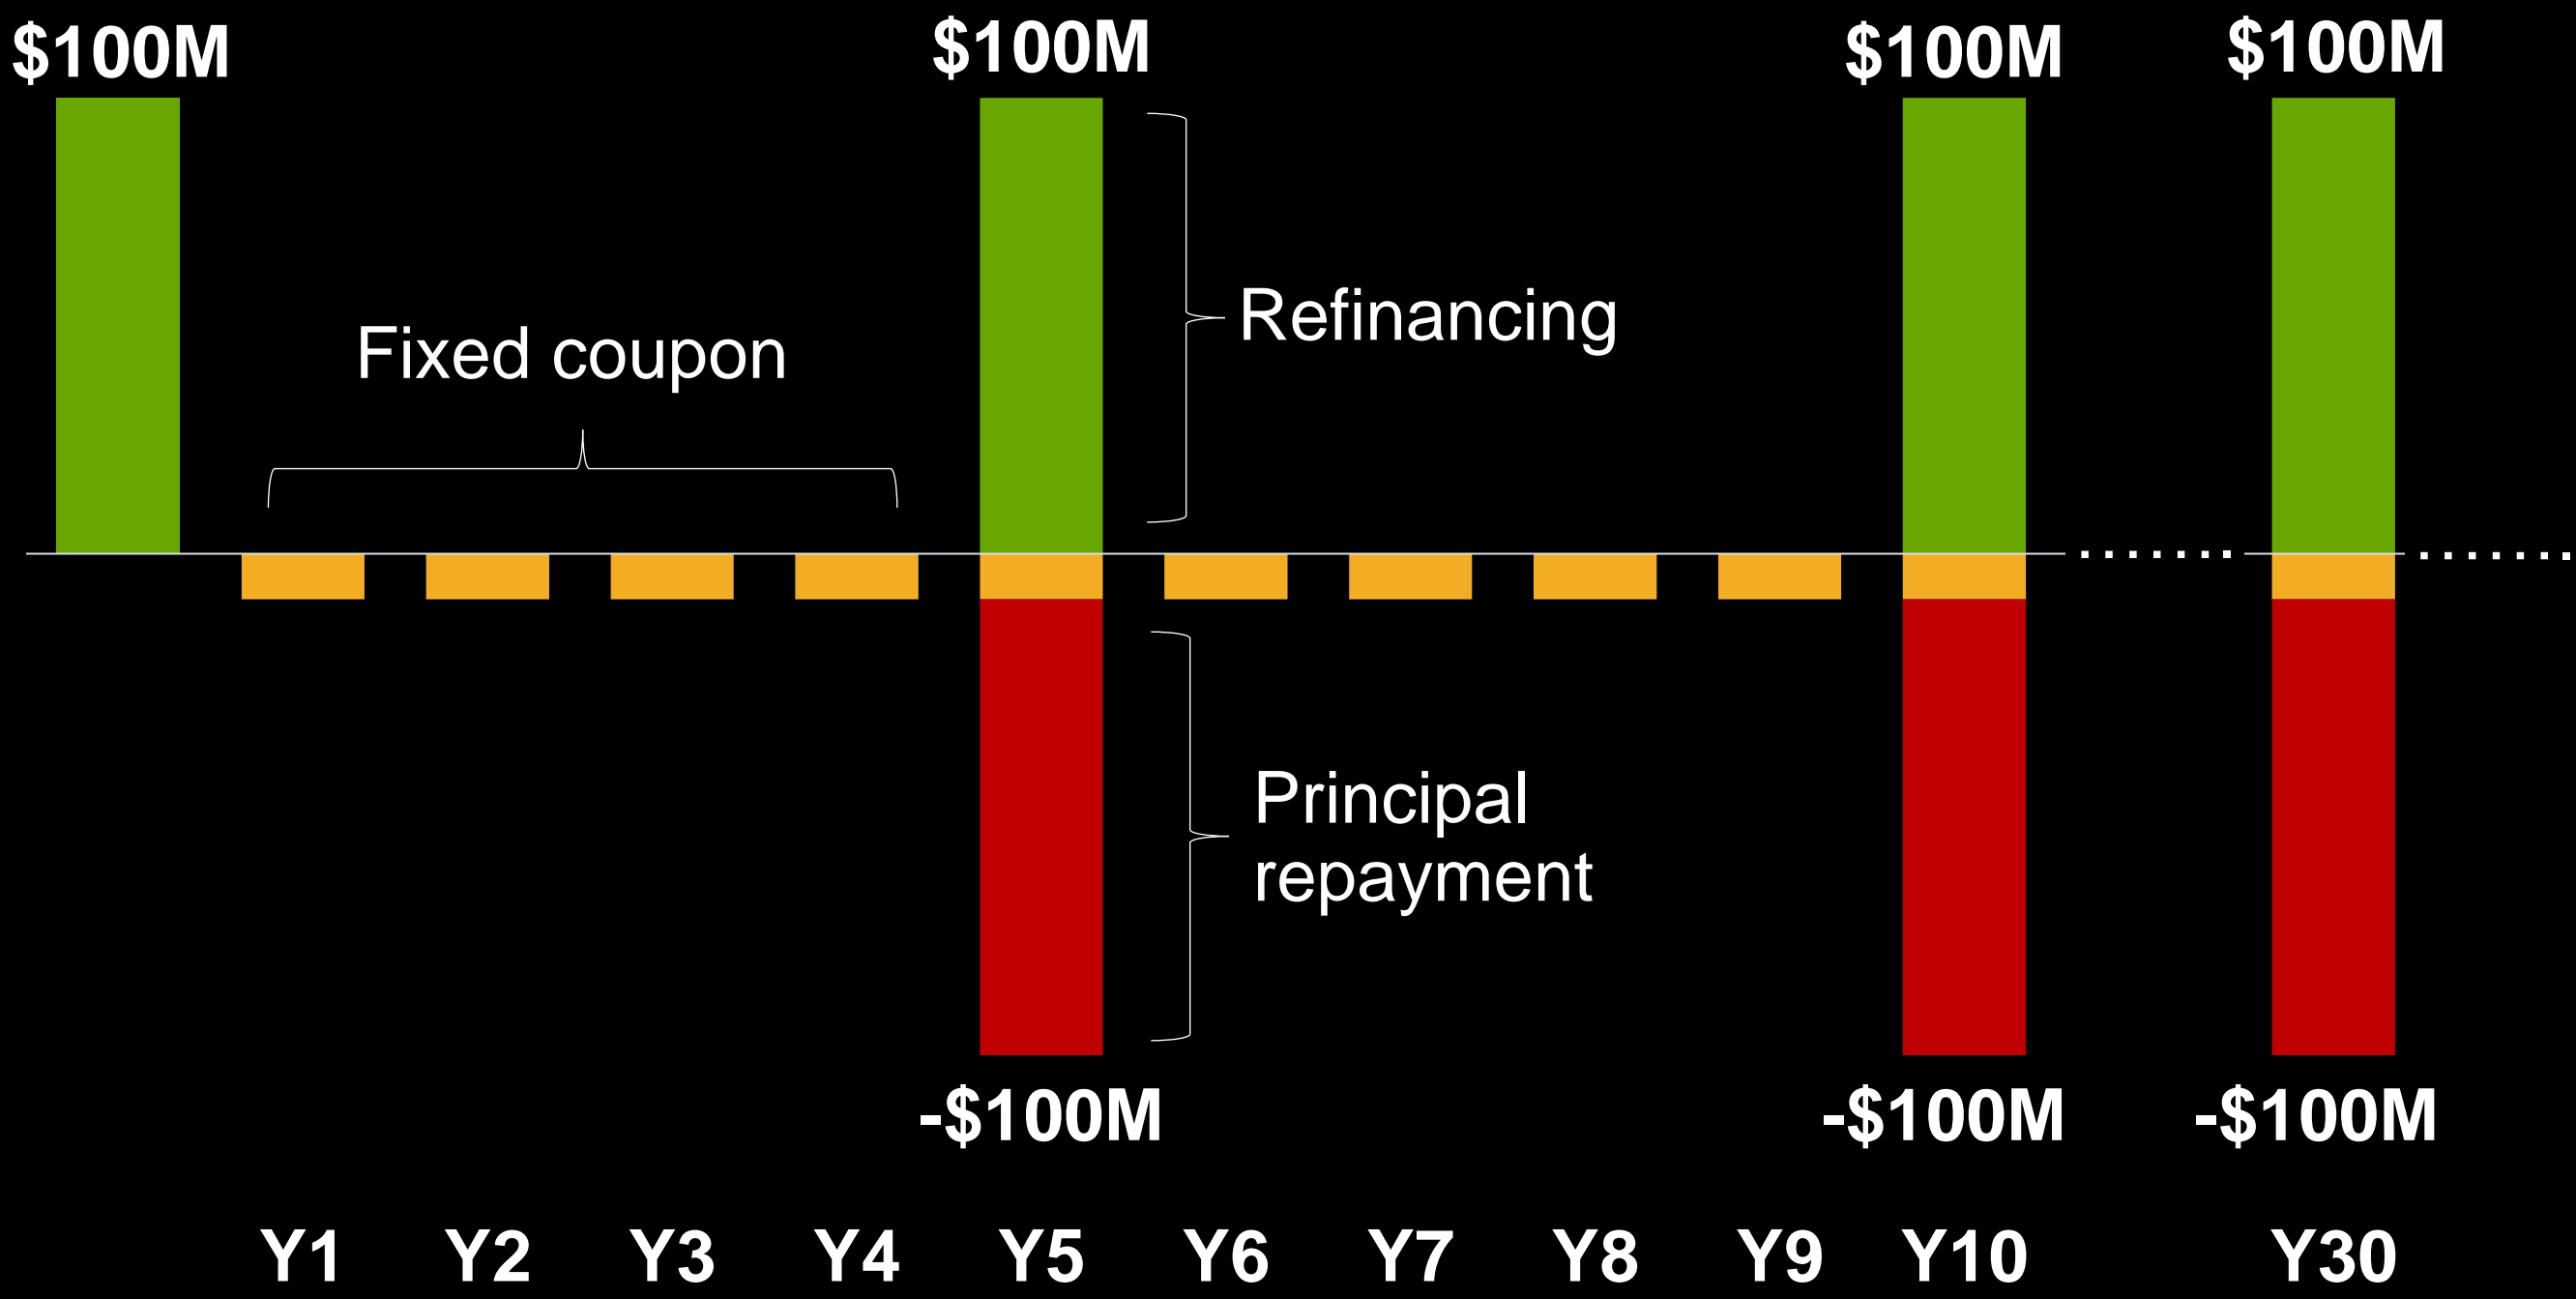 $100M
$100M
$100M
$100M
Refinancing
Fixed coupon
Principal
repayment
-$100M
-$100M
-$100M
Y1
Y2
Y3
Y4
Y5
Y6
Y7
Y8
Y9
Y10
Y30